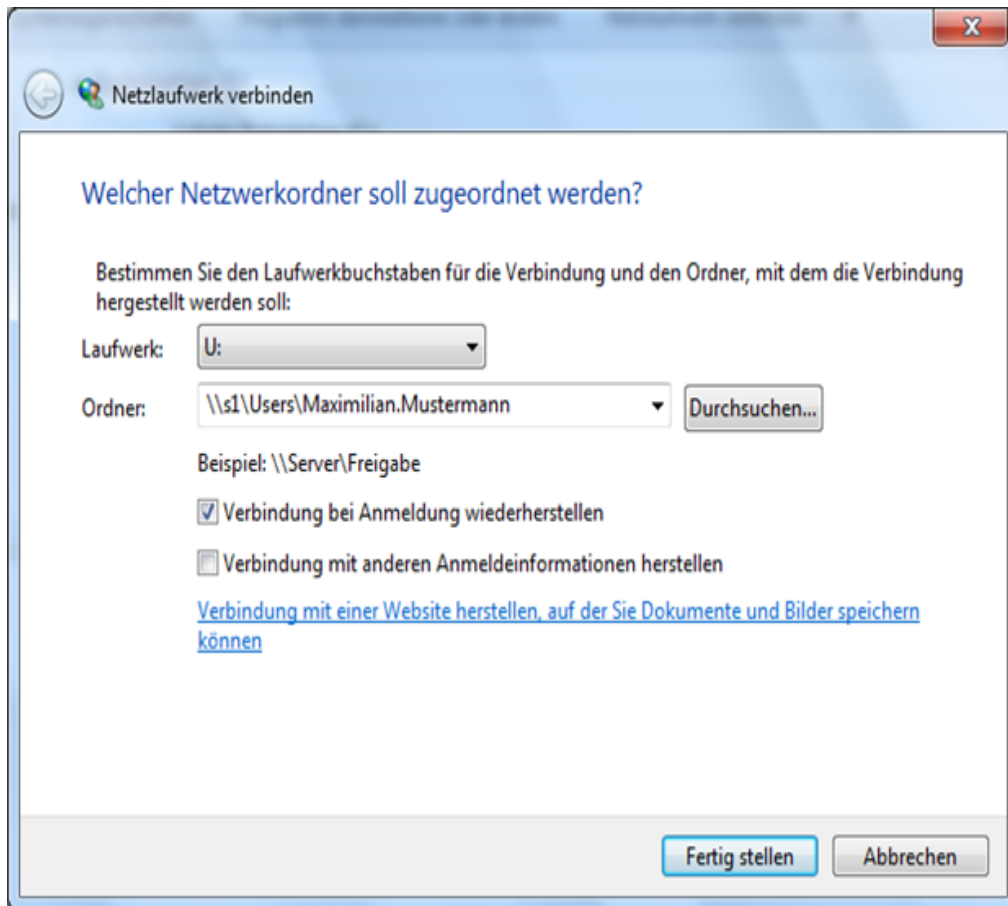 X
Netzlaufwerk verbinden
Welcher Netzwerkordner soll zugeordnet werden?
Bestimmen Sie den Laufwerkbuchstaben für die Verbindung und den Ordner, mit dem die Verbindung
hergestellt werden soll:
Laufwerk: U:
Ordner: \\s1\Users\Maximilian.Mustermann Durchsuchen...
Beispiel: \\Server\Freigabe
Verbindung bei Anmeldung wiederherstellen
Verbindung mit anderen Anmeldeinformationen herstellen
Verbindung mit einer Website herstellen, auf der Sie Dokumente und Bilder speichern
können
Fertig stellen Abbrechen